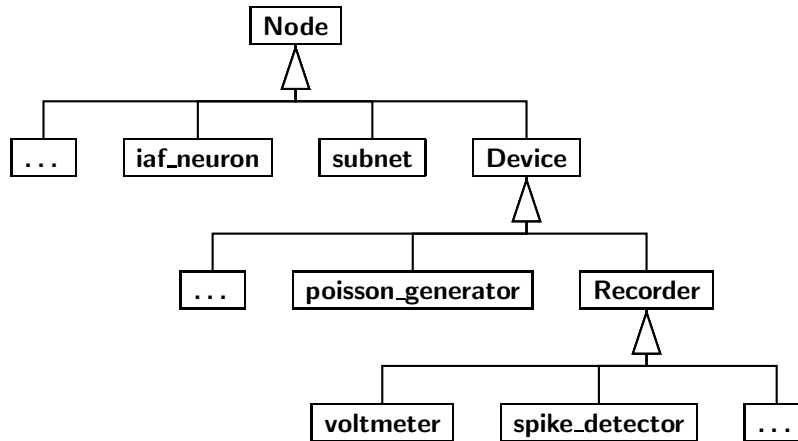 Node
...
iaf_neuron
subnet
Device
...
poisson_generator
Recorder
voltmeter
spike_detector
...